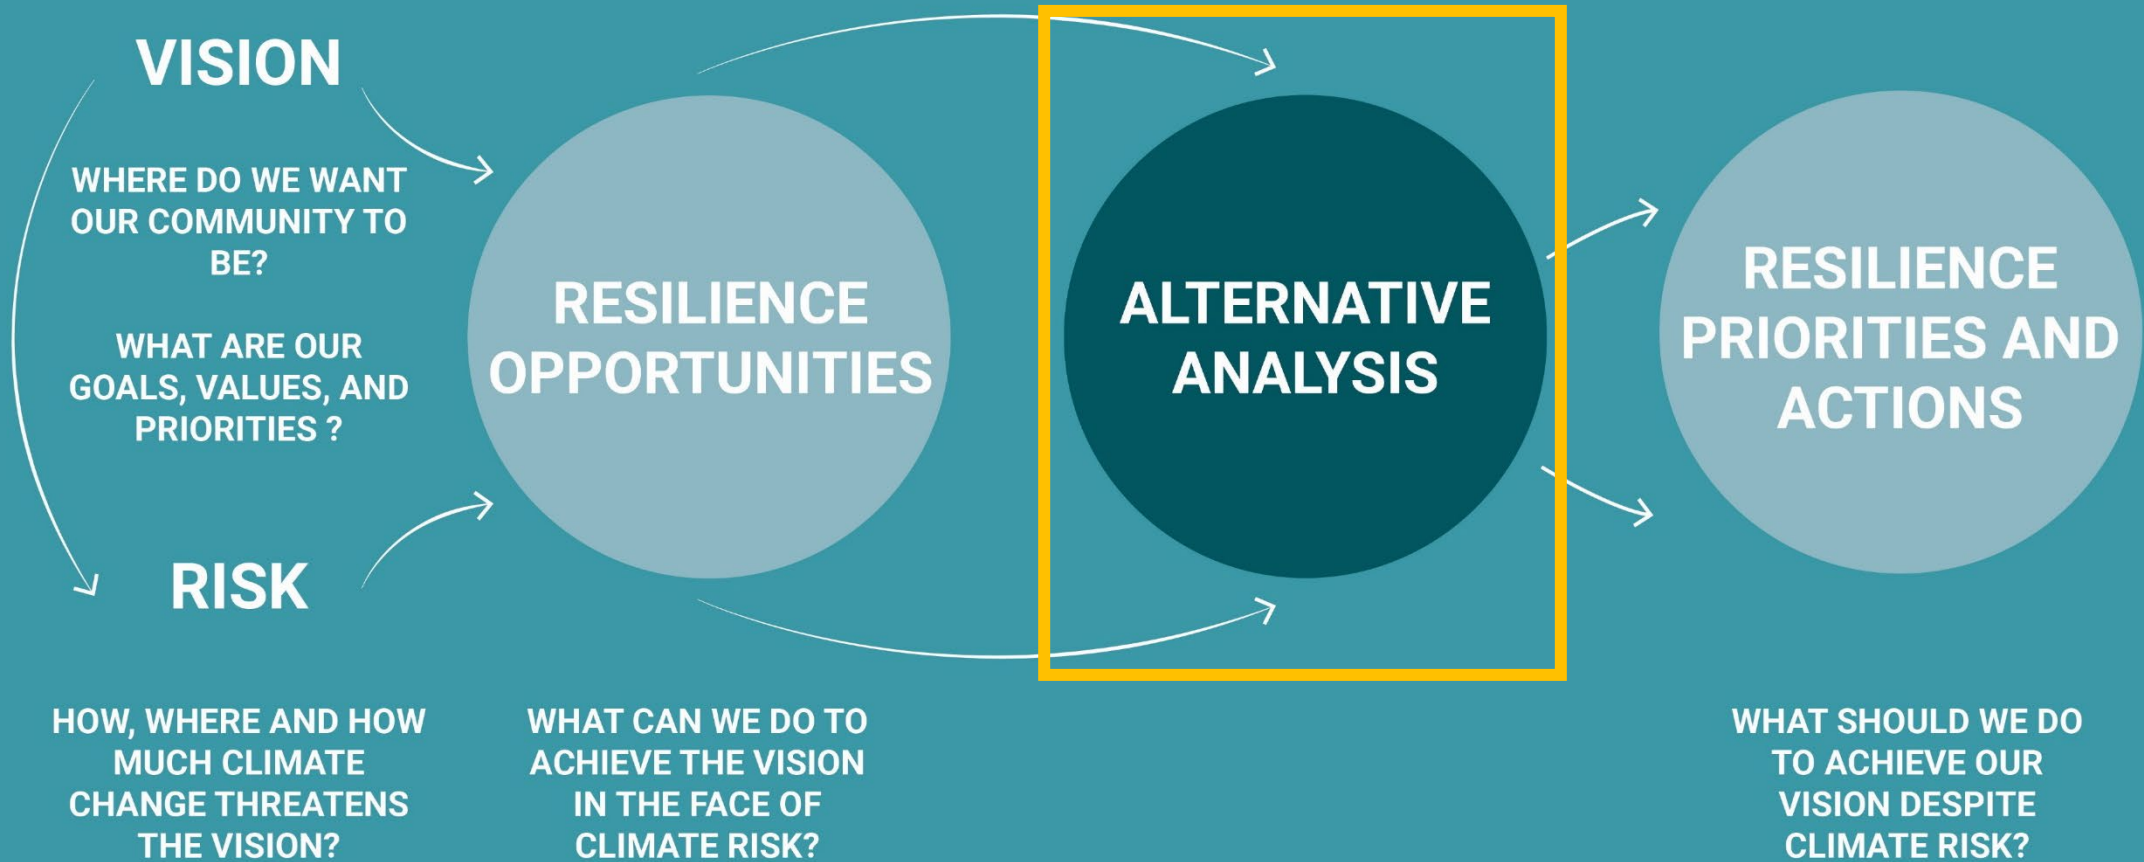 VISION
WHERE DO WE WANT
OUR COMMUNITY TO
BE?
WHAT ARE OUR
GOALS, VALUES, AND
PRIORITIES ?
RISK
HOW, WHERE AND HOW
MUCH CLIMATE
CHANGE THREATENS
THE VISION?
RESILIENCE
OPPORTUNITIES
WHAT CAN WE DO TO
ACHIEVE THE VISION
IN THE FACE OF
CLIMATE RISK?
ALTERNATIVE
ANALYSIS
RESILIENCE
PRIORITIES AND
ACTIONS
WHAT SHOULD WE DO
TO ACHIEVE OUR
VISION DESPITE
CLIMATE RISK?